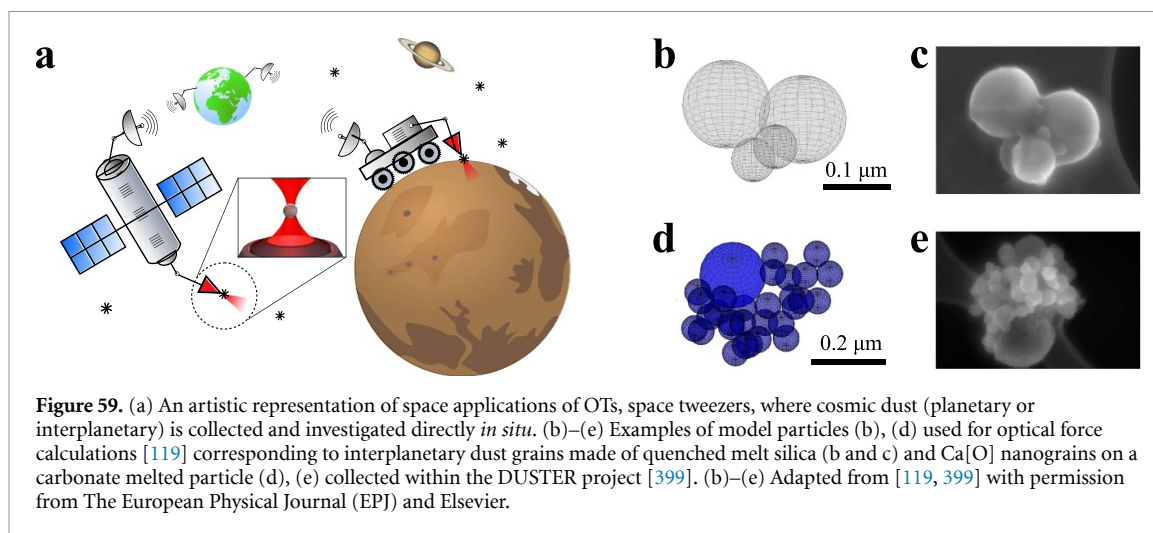 a
b
c
0.1 μm
d
e
0.2 μm
Figure 59. (a) An artistic representation of space applications of OTs, space tweezers, where cosmic dust (planetary or
interplanetary) is collected and investigated directly in situ. (b)–(e) Examples of model particles (b), (d) used for optical force
calculations [119] corresponding to interplanetary dust grains made of quenched melt silica (b and c) and Ca[O] nanograins on a
carbonate melted particle (d), (e) collected within the DUSTER project [399]. (b)–(e) Adapted from [119, 399] with permission
from The European Physical Journal (EPJ) and Elsevier.